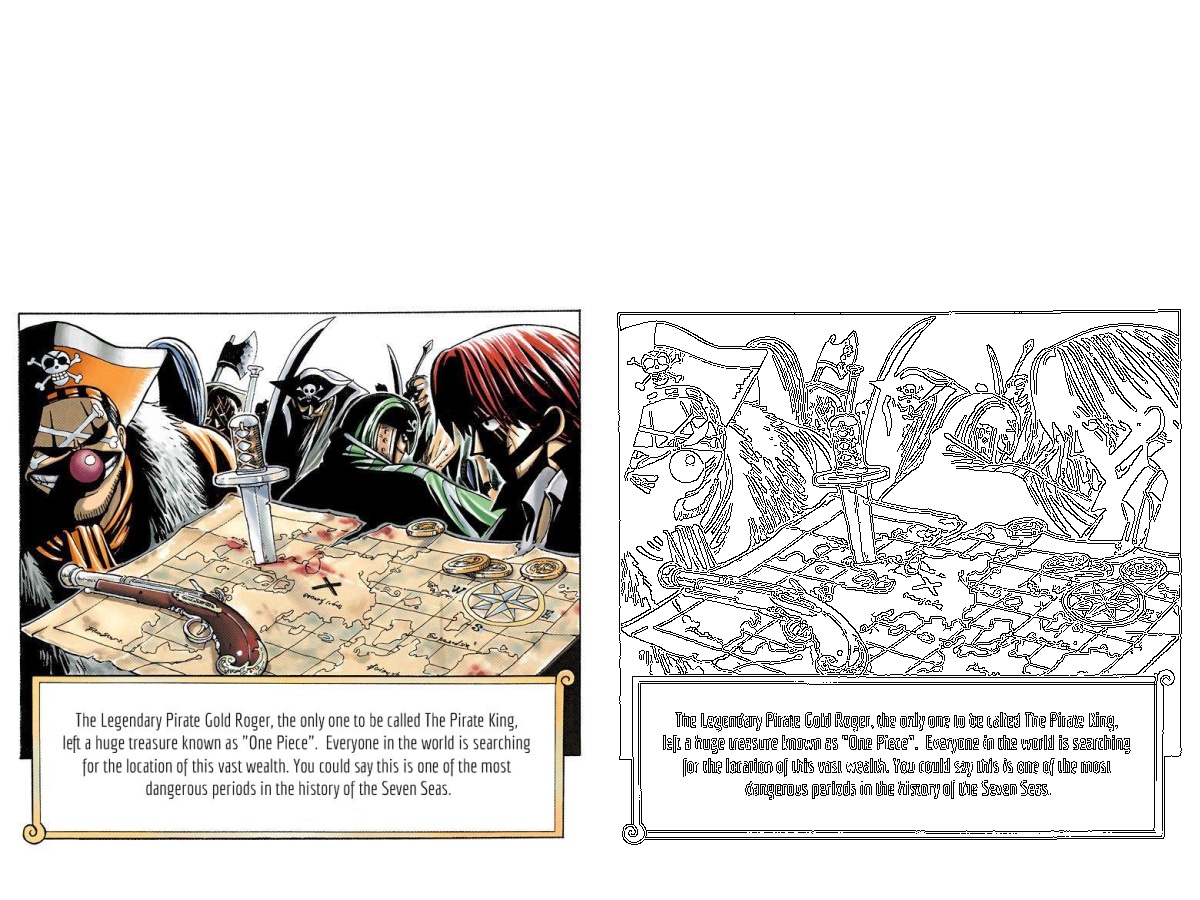 The Legendary Pirate Gold Roger, the only one to be called The Pirate King,
left a huge treasure known as "One Piece". Everyone in the world is searching
for the location of this vast wealth. You could say this is one of the most
dangerous periods in the history of the Seven Seas.
W
S
The Legendary Pirate Gold Roger, the only one to be called The Pirate King,
left a huge treasure known as "One Piece". Everyone in the world is searching
for the location of this vast wealth. You could say this is one of the most
dangerous periods in the history of the Seven Seas.